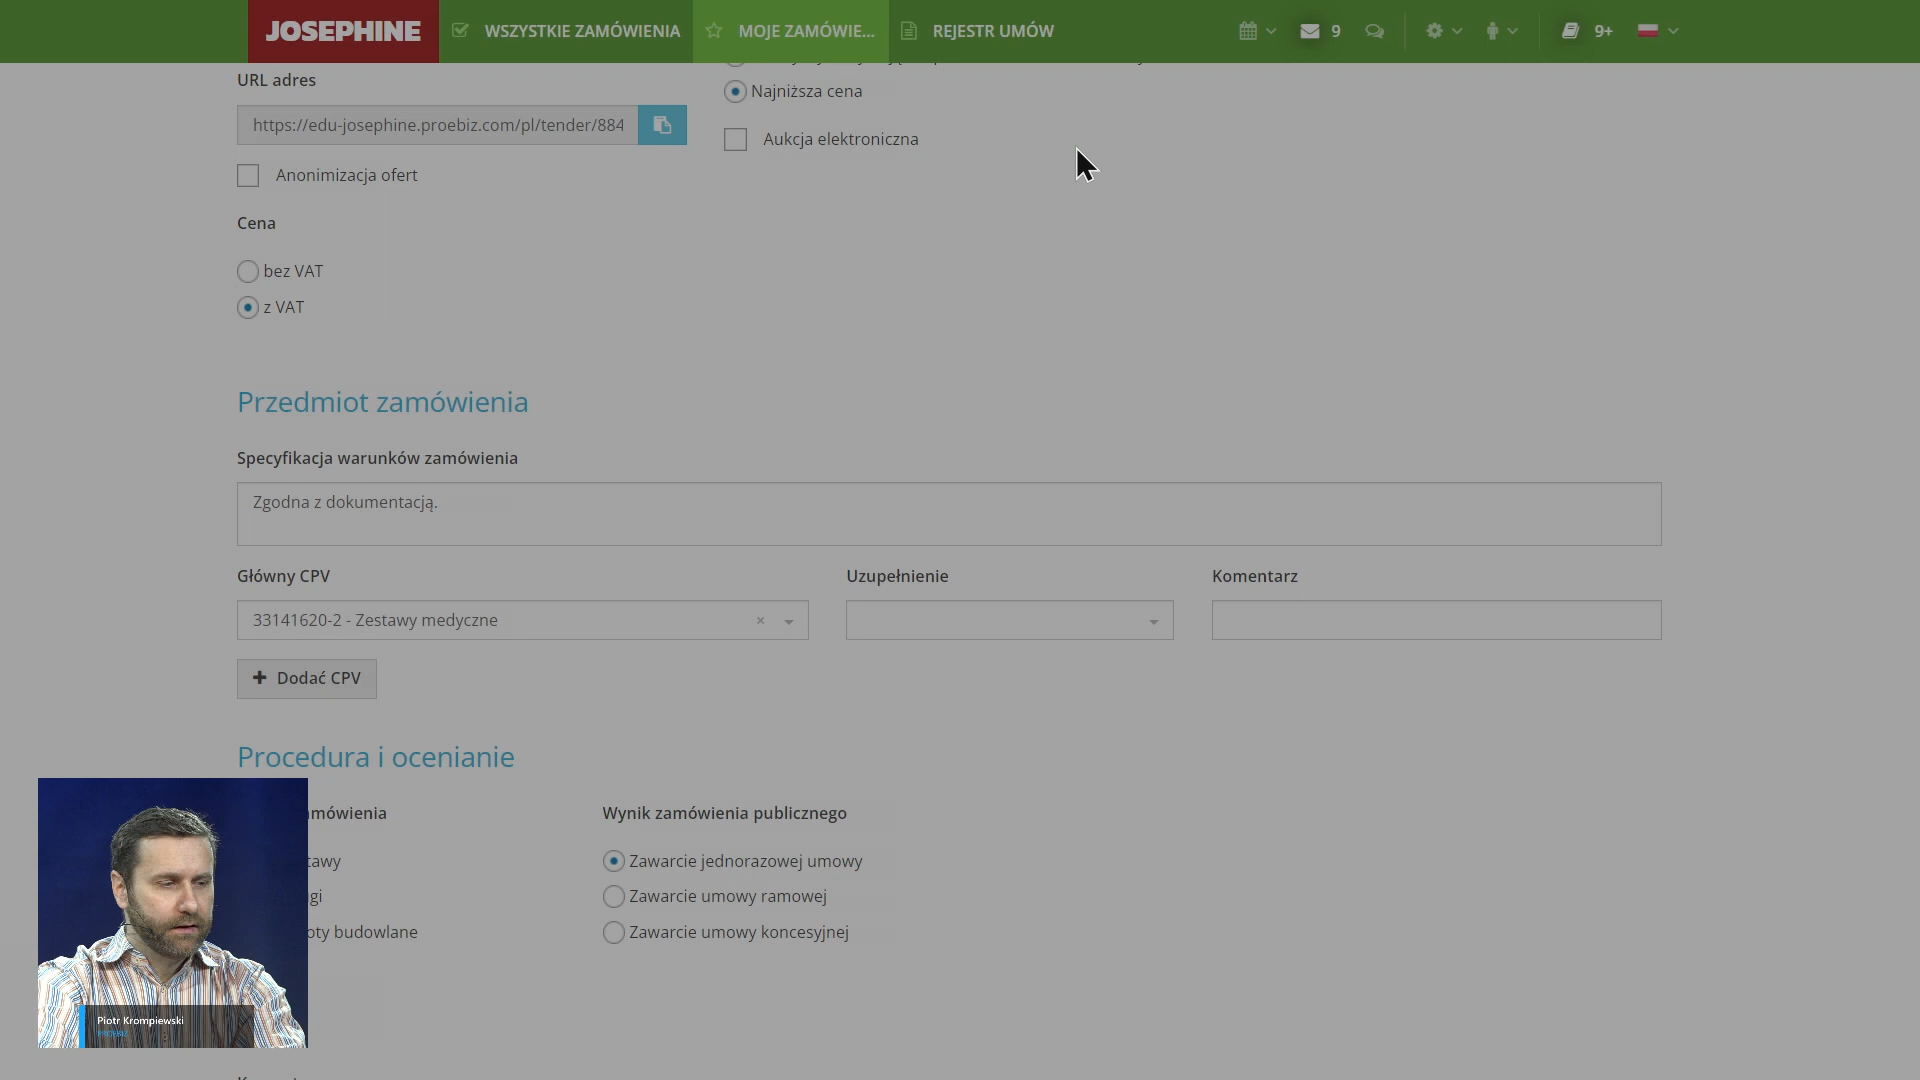 JOSEPHINE
WSZYSTKIE ZAMÓWIENIA
MOJE ZAMÓWIE...
REJESTR UMÓW
9
9+
URL adres
https://edu-josephine.proebiz.com/pl/tender/884
Anonimizacja ofert
Najniższa cena
Aukcja elektroniczna
Cena
bez VAT
z VAT
Przedmiot zamówienia
Specyfikacja warunków zamówienia
Zgodna z dokumentacją.
Główny CPV
Uzupełnienie
Komentarz
33141620-2 - Zestawy medyczne
×
Dodać CPV
Procedura i ocenianie
mówienia
Wynik zamówienia publicznego
tawy
Zawarcie jednorazowej umowy
gi
Zawarcie umowy ramowej
oty budowlane
Zawarcie umowy koncesyjnej
Piotr Krompiewski